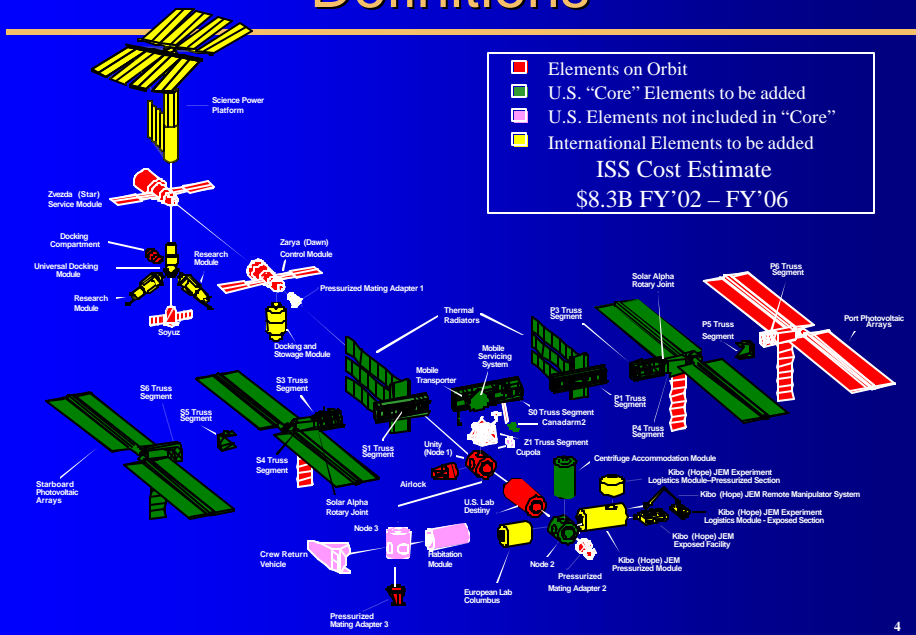 Definitions
Elements on Orbit
U.S. “Core” Elements to be added
U.S. Elements not included in “Core”
International Elements to be added
ISS Cost Estimate
$8.3B FY’02 – FY’06
Science Power
Platform
Zvezda (Star)
Service Module
Docking
Compartment
Universal Docking
Module
Research
Module
Research
Module
Soyuz
Zarya (Dawn)
Control Module
Pressurized Mating Adapter 1
Docking and
Stowage Module
Thermal
Radiators
Mobile
Servicing
System
Mobile
Transporter
S0 Truss Segment
Canadarm2
Z1 Truss Segment
Cupola
P3 Truss
Segment
Solar Alpha
Rotary Joint
P6 Truss
Segment
P5 Truss
Segment
Port Photovoltaic
Arrays
P1 Truss
Segment
P4 Truss
Segment
S6 Truss
Segment
S5 Truss
Segment
S3 Truss
Segment
S4 Truss
Segment
S1 Truss
Segment
Starboard
Photovoltaic
Arrays
Solar Alpha
Rotary Joint
Unity
(Node 1)
Airlock
U.S. Lab
Destiny
Centrifuge Accommodation Module
Kibo (Hope) JEM Experiment
Logistics Module–Pressurized Section
Kibo (Hope) JEM Remote Manipulator System
Kibo (Hope) JEM Experiment
Logistics Module - Exposed Section
Kibo (Hope) JEM
Exposed Facility
Kibo (Hope) JEM
Pressurized Module
Node 3
Crew Return
Vehicle
Habitation
Module
Node 2
Pressurized
Mating Adapter 2
European Lab
Columbus
Pressurized
Mating Adapter 3
4